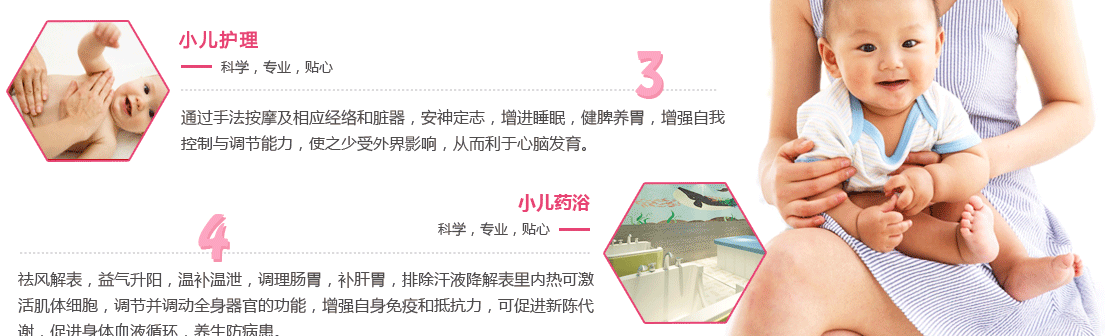 小儿护理
科学，专业，贴心
3
通过手法按摩及相应经络和脏器，安神定志，增进睡眠，健脾养胃，增强自我
控制与调节能力，使之少受外界影响，从而利于心脑发育。
小儿药浴
科学，专业，贴心
4
祛风解表，益气升阳，温补温泄，调理肠胃，补肝胃，排除汗液降解表里内热可激
活肌体细胞，调节并调动全身器官的功能，增强自身免疫和抵抗力，可促进新陈代
谢，促进身体血液循环，养生防病患。